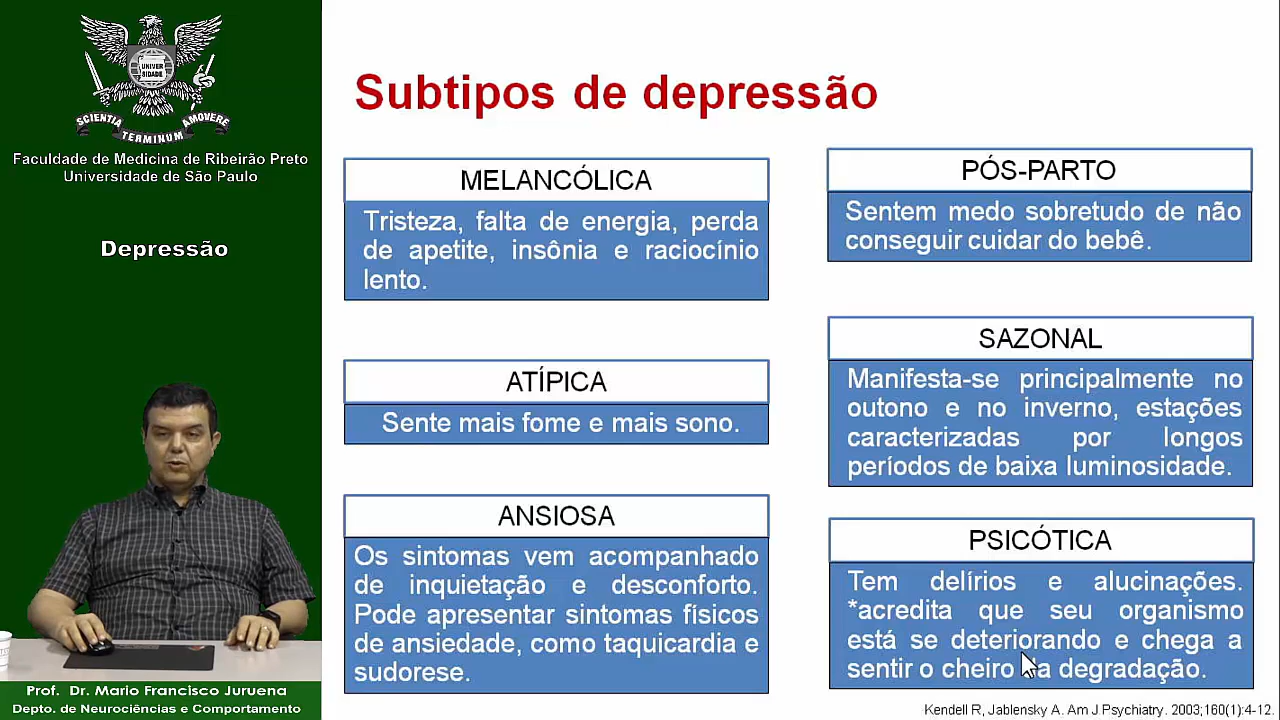 UNIVER
SIDADE
SCIENTIA
AMOVERE
TERMINUM
Faculdade de Medicina de Ribeirão Preto
Universidade de São Paulo
Depressão
Prof. Dr. Mario Francisco Juruena
Depto. de Neurociências e Comportamento
Subtipos de depressão
MELANCÓLICA
Tristeza, falta de energia, perda
de apetite, insônia e raciocínio
lento.
ATÍPICA
Sente mais fome e mais sono.
ANSIOSA
Os sintomas vem acompanhado
de inquietação e desconforto.
Pode apresentar sintomas físicos
de ansiedade, como taquicardia e
sudorese.
PÓS-PARTO
Sentem medo sobretudo de não
conseguir cuidar do bebê.
SAZONAL
Manifesta-se principalmente no
outono e no inverno, estações
caracterizadas por longos
períodos de baixa luminosidade.
PSICÓTICA
Tem delírios e alucinações.
*acredita que seu organismo
está se deteriorando e chega a
sentir o cheiro da degradação.
Kendell R, Jablensky A. Am J Psychiatry. 2003;160(1):4-12.